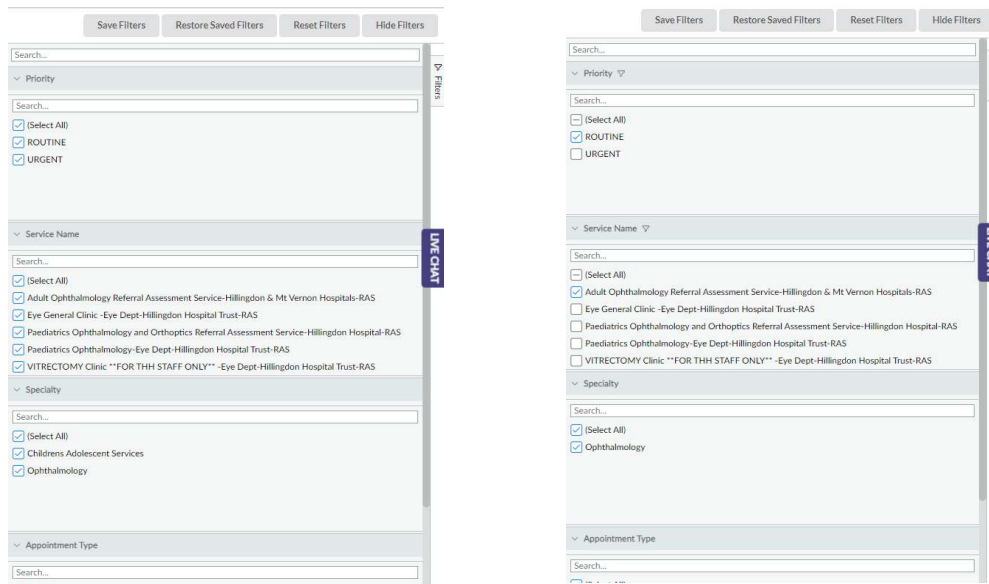 Save Filters
Restore Saved Filters
Reset Filters
Hide Filters
Search...
Priority
Search...
(Select All)
ROUTINE
URGENT
Service Name
Search...
(Select All)
Adult Ophthalmology Referral Assessment Service-Hillingdon & Mt Vernon Hospitals-RAS
Eye General Clinic -Eye Dept-Hillingdon Hospital Trust-RAS
Paediatrics Ophthalmology and Orthoptics Referral Assessment Service-Hillingdon Hospital-RAS
Paediatrics Ophthalmology-Eye Dept-Hillingdon Hospital Trust-RAS
VITRECTOMY Clinic **FOR THH STAFF ONLY** -Eye Dept-Hillingdon Hospital Trust-RAS
Specialty
Search...
(Select All)
Childrens Adolescent Services
Ophthalmology
Appointment Type
Search...
Filters
LIVE CHAT
Save Filters
Restore Saved Filters
Reset Filters
Hide Filters
Search...
Priority
Search...
(Select All)
ROUTINE
URGENT
Service Name
Search...
(Select All)
Adult Ophthalmology Referral Assessment Service-Hillingdon & Mt Vernon Hospitals-RAS
Eye General Clinic -Eye Dept-Hillingdon Hospital Trust-RAS
Paediatrics Ophthalmology and Orthoptics Referral Assessment Service-Hillingdon Hospital-RAS
Paediatrics Ophthalmology-Eye Dept-Hillingdon Hospital Trust-RAS
VITRECTOMY Clinic **FOR THH STAFF ONLY** -Eye Dept-Hillingdon Hospital Trust-RAS
Specialty
Search...
(Select All)
Ophthalmology
Appointment Type
Search...